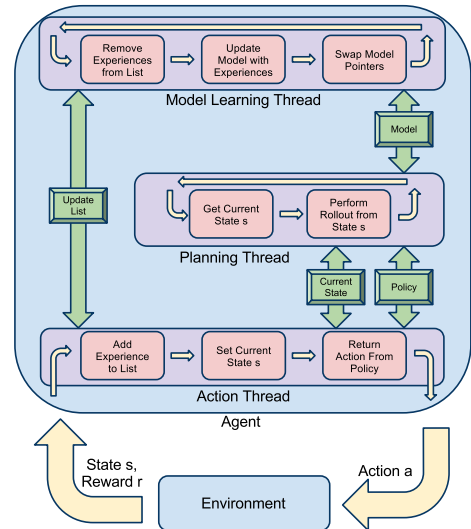 Remove
Experiences
from List
Update
Model with
Experiences
Swap Model
Pointers
Model Learning Thread
Model
Update
List
Get Current
State s
Perform
Rollout from
State s
Planning Thread
Current
State
Policy
Add
Experience
to List
Set Current
State s
Return
Action From
Policy
Action Thread
Agent
State s,
Reward r
Action a
Environment